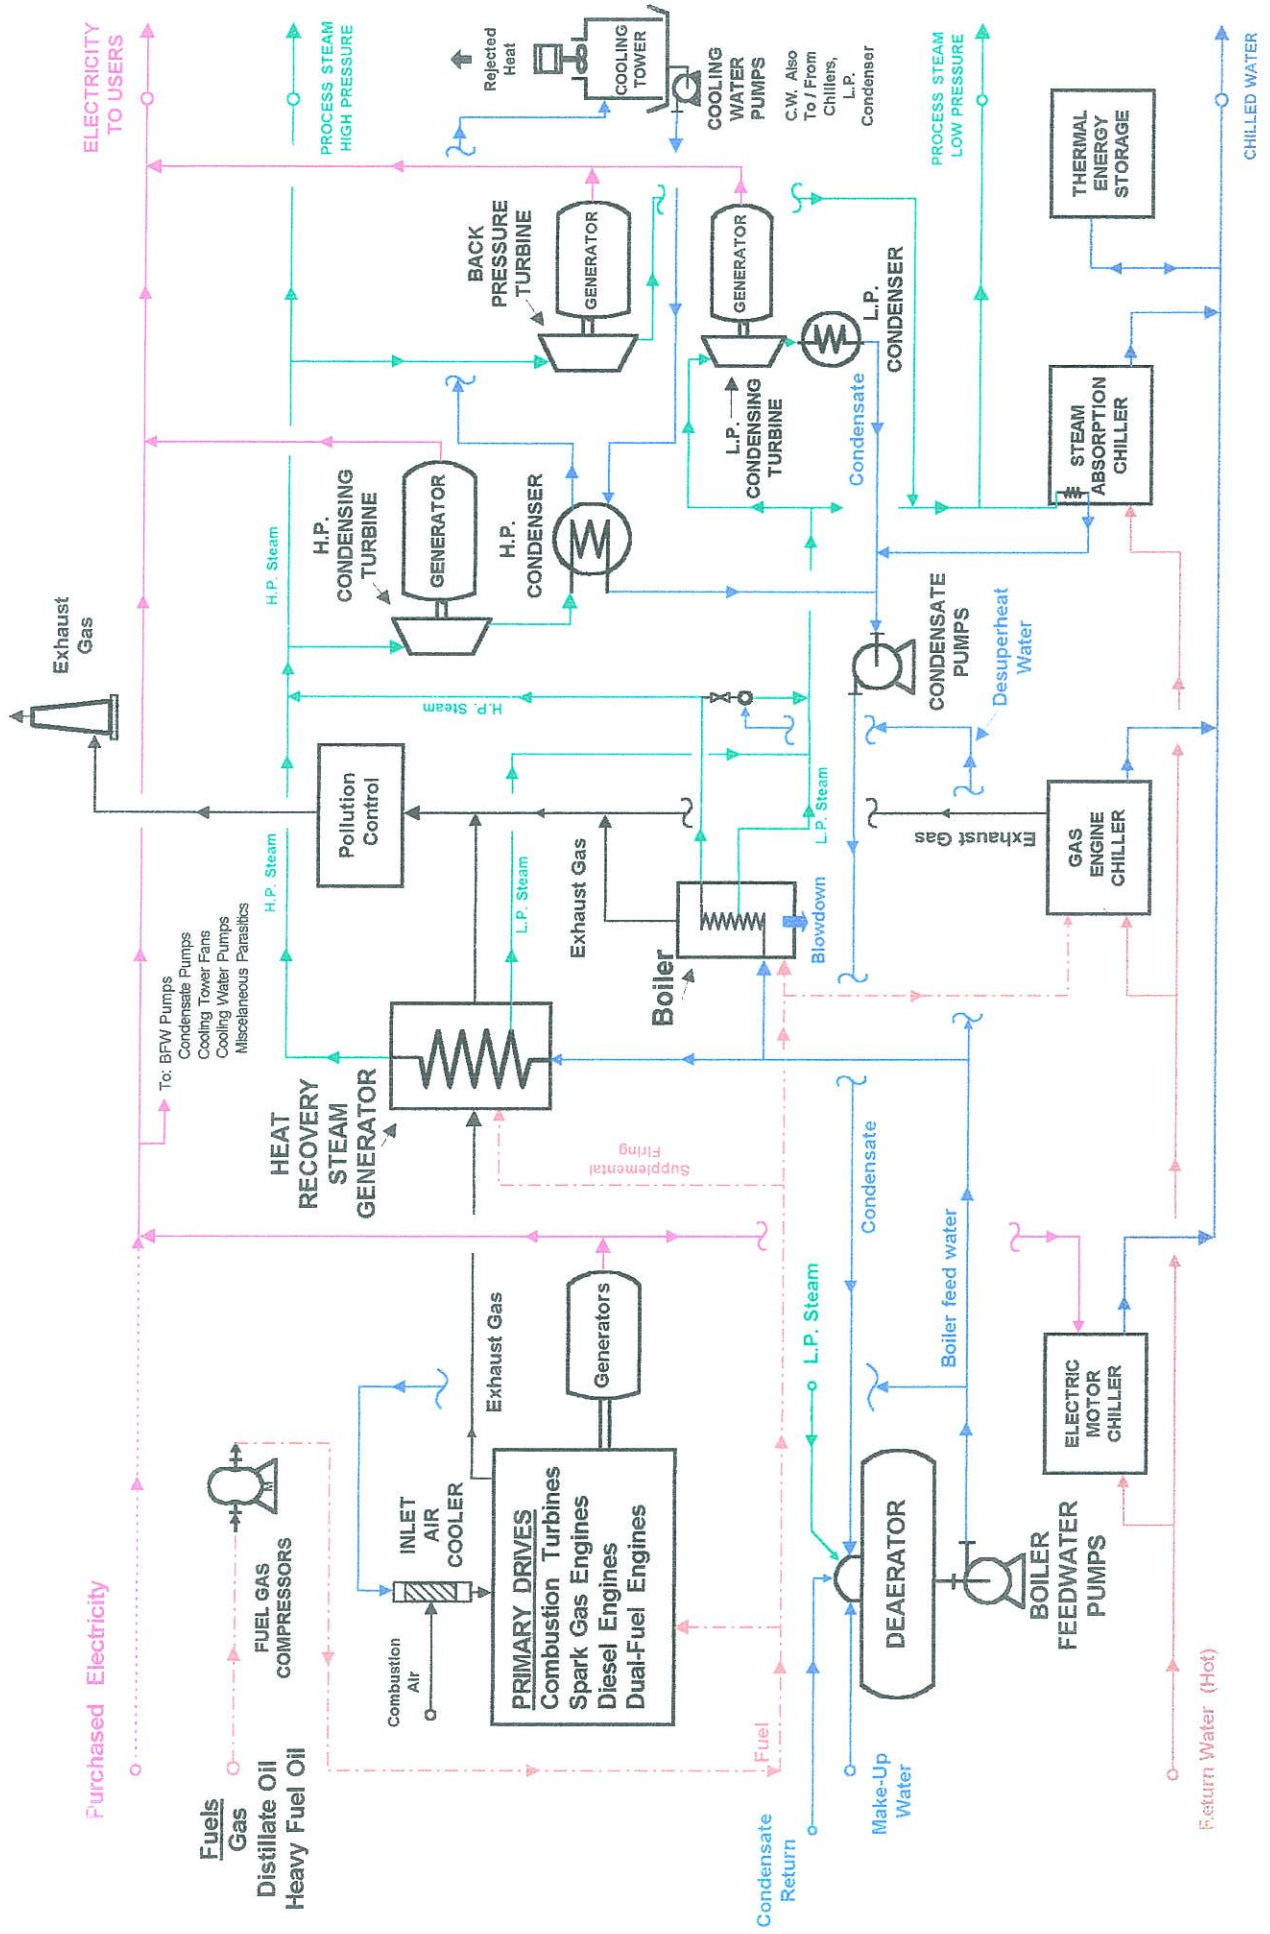 Purchased Electricity
Fuels
Gas
Distillate Oil
Heavy Fuel Oil
FUEL GAS
COMPRESSORS
M
Combustion
Air
INLET
AIR
COOLER
PRIMARY DRIVES
Combustion Turbines
Spark Gas Engines
Diesel Engines
Dual-Fuel Engines
Generators
Exhaust Gas
Fuel
Condensate
Return
Make-Up
Water
DEAERATOR
L.P. Steam
Condensate
Boiler feed water
BOILER
FEEDWATER
PUMPS
Return Water (Hot)
ELECTRIC
MOTOR
CHILLER
To: BFW Pumps
Condensate Pumps
Cooling Tower Fans
Cooling Water Pumps
Miscelaneous Parasitics
HEAT
RECOVERY
STEAM
GENERATOR
Supplemental
Firing
H.P. Steam
L.P. Steam
Exhaust Gas
Boiler
Blowdown
L.P. Steam
Pollution
Control
Exhaust
Gas
H.P. Steam
H.P. Steam
Exhaust Gas
GAS
ENGINE
CHILLER
Desuperheat
Water
CONDENSATE
PUMPS
H.P.
CONDENSING
TURBINE
GENERATOR
H.P.
CONDENSER
BACK
PRESSURE
TURBINE
GENERATOR
L.P.
CONDENSING
TURBINE
GENERATOR
L.P.
CONDENSER
Condensate
STEAM
ABSORPTION
CHILLER
THERMAL
ENERGY
STORAGE
ELECTRICITY
TO USERS
PROCESS STEAM
HIGH PRESSURE
Rejected
Heat
COOLING
TOWER
COOLING
WATER
PUMPS
C.W. Also
To / From
Chillers,
L.P.
Condenser
PROCESS STEAM
LOW PRESSURE
CHILLED WATER